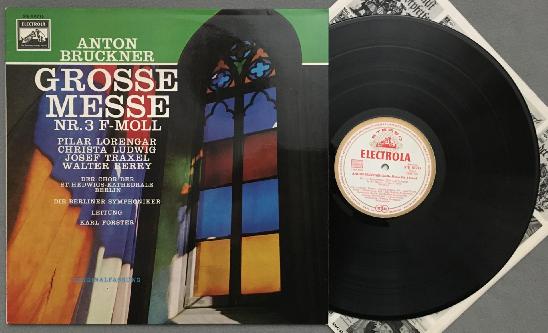 ELECTROLA
ANTON
BRUCKNER
GROSSE
MESSE
NR. 3 F-MOLL
PILAR LORENGAR
CHRISTA LUDWIG
JOSEF TRAXEL
WALTER BERRY
DER CHOR DER
ST. HEDWIGS-KATHEDRALE
BERLIN
DIE BERLINER SYMPHONIKER
LEITUNG
KARL FORSTER
ORIGINALFASSUNG
STEREO
ELECTROLA